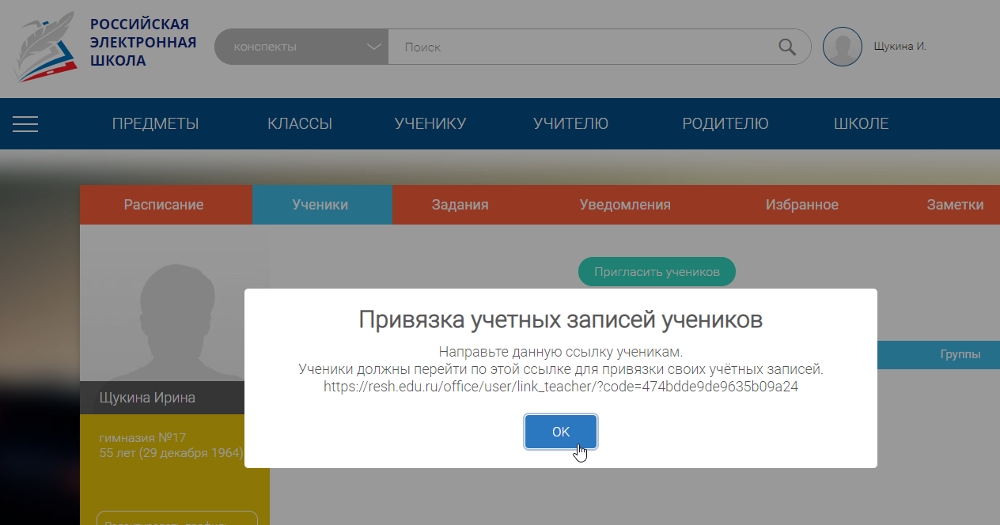 РОССИЙСКАЯ
ЭЛЕКТРОННАЯ
ШКОЛА
конспекты
Поиск
Щукина И.
ПРЕДМЕТЫ КЛАССЫ УЧЕНИКУ УЧИТЕЛЮ РОДИТЕЛЮ ШКОЛЕ
Расписание Ученики Задания Уведомления Избранное Заметки
Пригласить учеников
Привязка учетных записей учеников
Направьте данную ссылку ученикам.
Ученики должны перейти по этой ссылке для привязки своих учётных записей.
https://resh.edu.ru/office/user/link_teacher/?code=474bdde9de9635b09a24
OK
Группы
Щукина Ирина
гимназия №17
55 лет (29 декабря 1964)